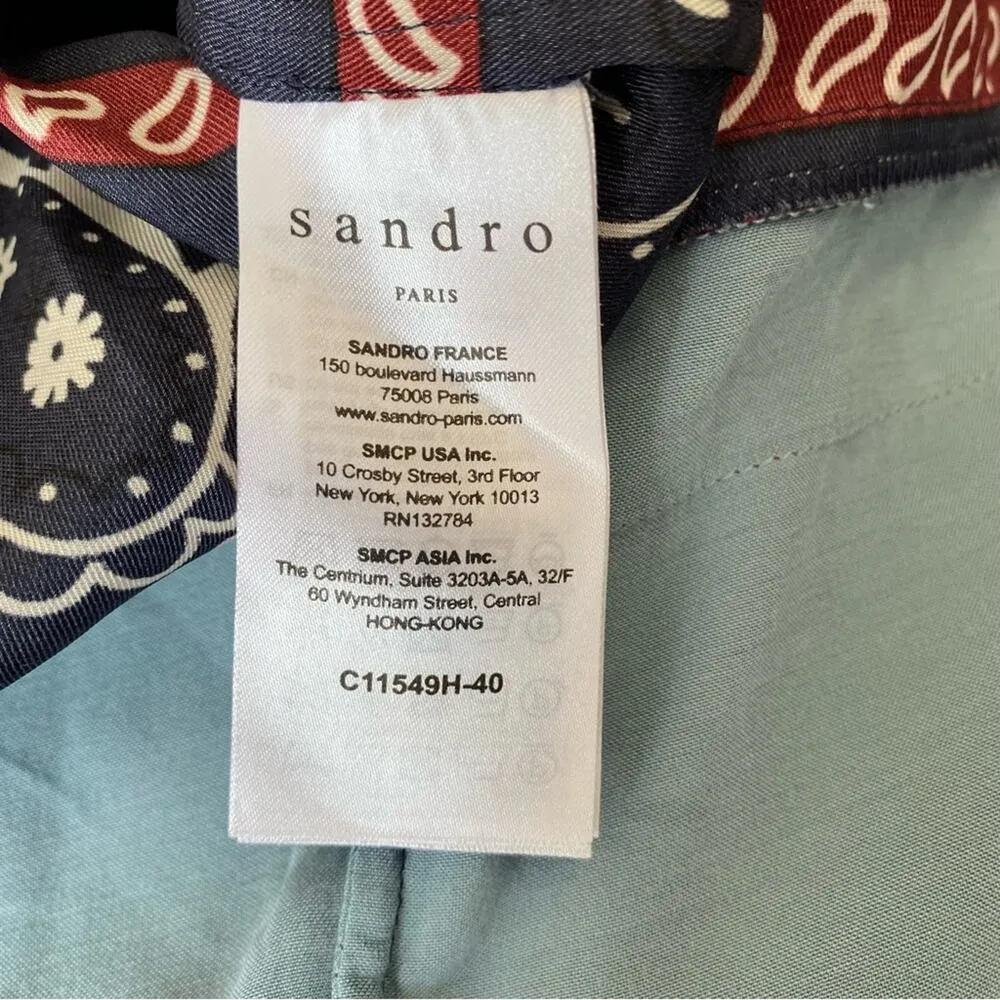 sandro
PARIS
SANDRO FRANCE
150 boulevard Haussmann
75008 Paris
www.sandro-paris.com
SMCP USA Inc.
10 Crosby Street, 3rd Floor
New York, New York 10013
RN132784
SMCP ASIA Inc.
The Centrium, Suite 3203A-5A, 32/F
60 Wyndham Street, Central
HONG-KONG
C11549H-40